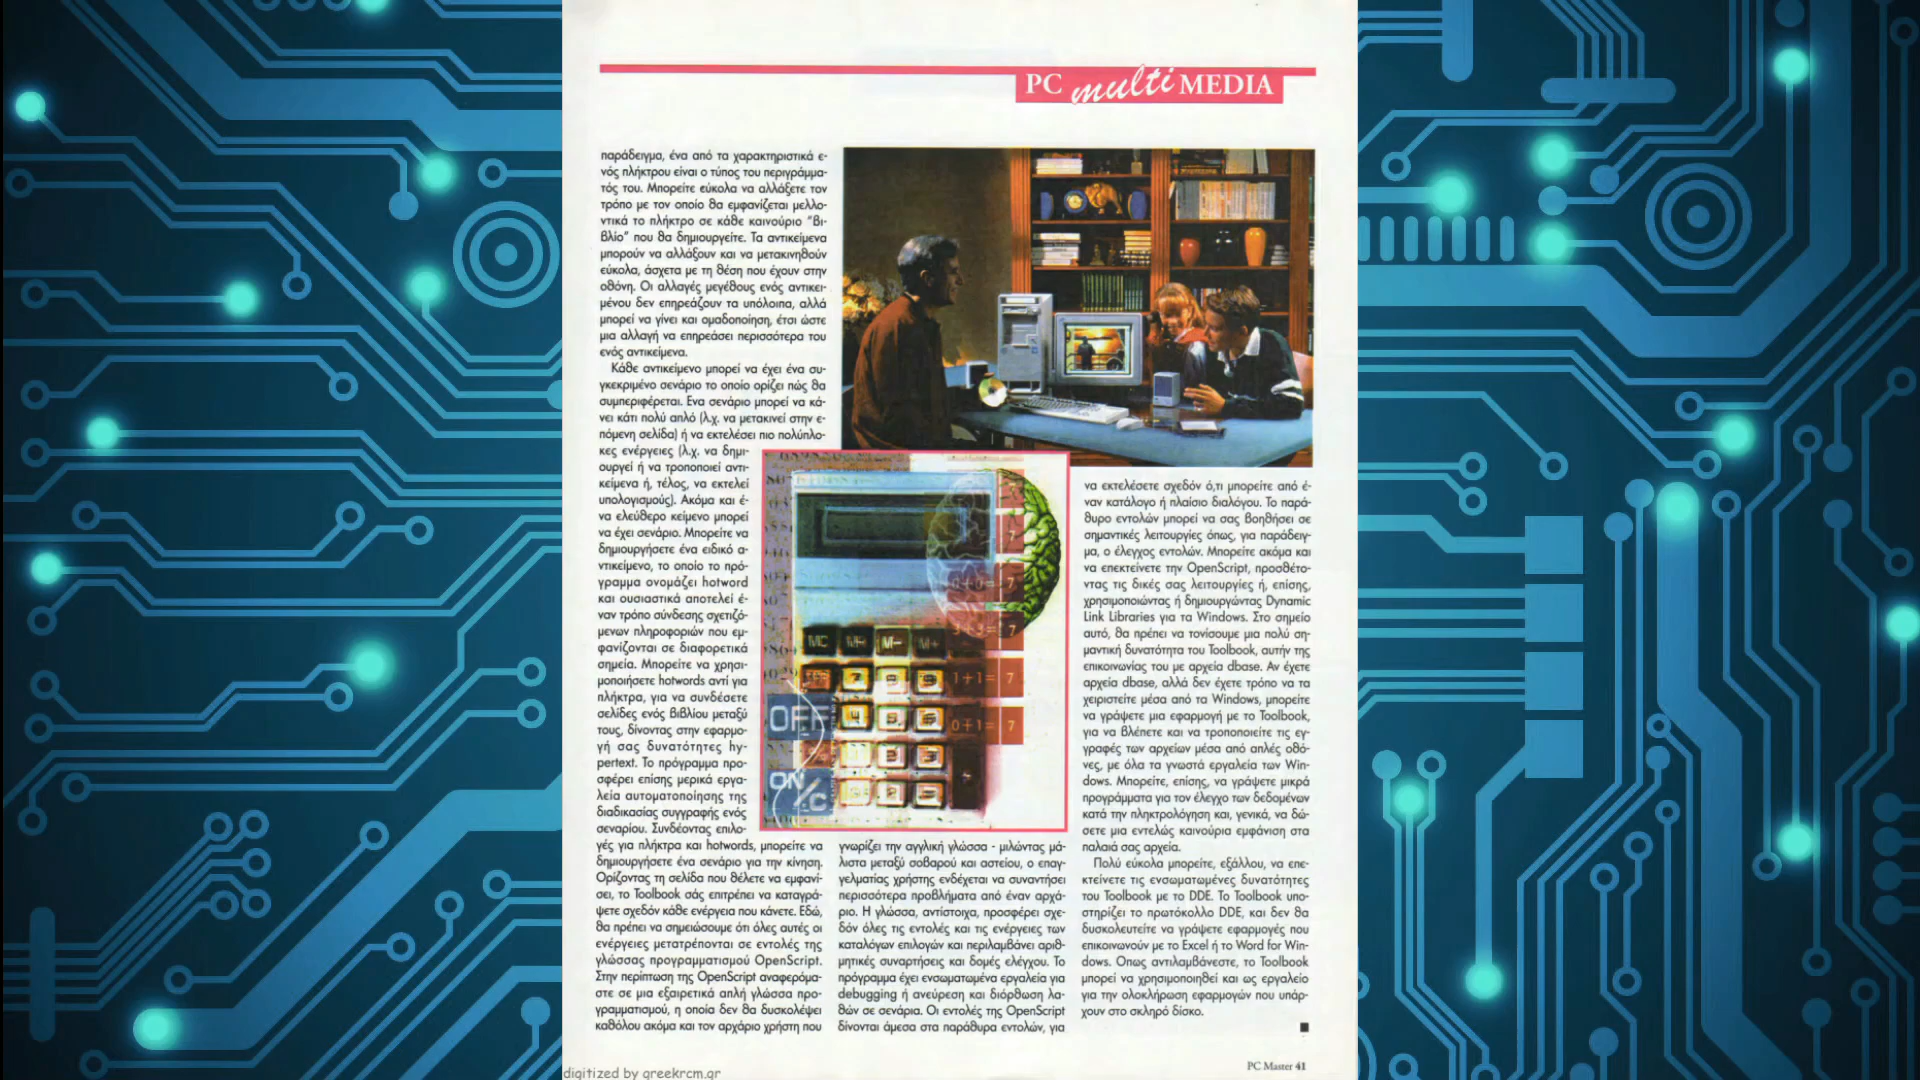 PC multi MEDIA
παράδειγμα, ένα από τα χαρακτηριστικά ε-
νός πλήκτρου είναι ο τύπος του περιγράμμα-
τός του. Μπορείτε εύκολα να αλλάξετε τον
τρόπο με τον οποίο θα εμφανίζεται μελλο-
ντικά το πλήκτρο σε κάθε καινούριο "βι-
βλίο" που θα δημιουργείτε. Τα αντικείμενα
μπορούν να αλλάξουν και να μετακινηθούν
εύκολα, άσχετα με τη θέση που έχουν στην
οθόνη. Οι αλλαγές μεγέθους ενός αντικει-
μένου δεν επηρεάζουν τα υπόλοιπα, αλλά
μπορεί να γίνει και ομαδοποίηση, έτσι ώστε
μια αλλαγή να επηρεάσει περισσότερα του
ενός αντικείμενα.
Κάθε αντικείμενο μπορεί να έχει ένα συ-
γκεκριμένο σενάριο το οποίο ορίζει πώς θα
συμπεριφέρεται. Ενα σενάριο μπορεί να κά-
νει κάτι πολύ απλό (λ.χ. να μετακινεί στην ε-
πόμενη σελίδα) ή να εκτελέσει πιο πολύπλο-
κες ενέργειες (λ.χ. να δημι-
ουργεί ή να τροποποιεί αντι-
κείμενα ή, τέλος, να εκτελεί
υπολογισμούς). Ακόμα και έ-
να ελεύθερο κείμενο μπορεί
να έχει σενάριο. Μπορείτε να
δημιουργήσετε ένα ειδικό α-
ντικείμενο, το οποίο το πρό-
γραμμα ονομάζει hotword
και ουσιαστικά αποτελεί έ-
ναν τρόπο σύνδεσης σχετιζό-
μενων πληροφοριών που εμ-
φανίζονται σε διαφορετικά
σημεία. Μπορείτε να χρησι-
μοποιήσετε hotwords αντί για
πλήκτρα, για να συνδέσετε
σελίδες ενός βιβλίου μεταξύ
τους, δίνοντας στην εφαρμο-
γή σας δυνατότητες hy-
pertext. Το πρόγραμμα προ-
σφέρει επίσης μερικά εργα-
λεία αυτοματοποίησης της
διαδικασίας συγγραφής ενός
σεναρίου. Συνδέοντας επιλο-
γές για πλήκτρα και hotwords, μπορείτε να
δημιουργήσετε ένα σενάριο για την κίνηση.
Ορίζοντας τη σελίδα που θέλετε να εμφανί-
σει, το Toolbook σάς επιτρέπει να καταγρά-
ψετε σχεδόν κάθε ενέργεια που κάνετε. Εδώ,
θα πρέπει να σημειώσουμε ότι όλες αυτές οι
ενέργειες μετατρέπονται σε εντολές της
γλώσσας προγραμματισμού OpenScript.
Στην περίπτωση της OpenScript αναφερόμα-
στε σε μια εξαιρετικά απλή γλώσσα προ-
γραμματισμού, η οποία δεν θα δυσκολέψει
καθόλου ακόμα και τον αρχάριο χρήστη που
MC
M-
M+
1+1= 7
0+1= 7
OFF
ON/C
γνωρίζει την αγγλική γλώσσα - μιλώντας μά-
λιστα μεταξύ σοβαρού και αστείου, ο επαγ-
γελματίας χρήστης ενδέχεται να συναντήσει
περισσότερα προβλήματα από έναν αρχά-
ριο. Η γλώσσα, αντίστοιχα, προσφέρει σχε-
δόν όλες τις εντολές και τις ενέργειες των
καταλόγων επιλογών και περιλαμβάνει αριθ-
μητικές συναρτήσεις και δομές ελέγχου. Το
πρόγραμμα έχει ενσωματωμένα εργαλεία για
debugging ή ανεύρεση και διόρθωση λα-
θών σε σενάρια. Οι εντολές της OpenScript
δίνονται άμεσα στα παράθυρα εντολών, για
να εκτελέσετε σχεδόν ό,τι μπορείτε από έ-
ναν κατάλογο ή πλαίσιο διαλόγου. Το παρά-
θυρο εντολών μπορεί να σας βοηθήσει σε
σημαντικές λειτουργίες όπως, για παράδειγ-
μα, ο έλεγχος εντολών. Μπορείτε ακόμα και
να επεκτείνετε την OpenScript, προσθέτο-
ντας τις δικές σας λειτουργίες ή, επίσης,
χρησιμοποιώντας ή δημιουργώντας Dynamic
Link Libraries για τα Windows. Στο σημείο
αυτό, θα πρέπει να τονίσουμε μια πολύ ση-
μαντική δυνατότητα του Toolbook, αυτήν της
επικοινωνίας του με αρχεία dbase. Αν έχετε
αρχεία dbase, αλλά δεν έχετε τρόπο να τα
χειριστείτε μέσα από τα Windows, μπορείτε
να γράψετε μια εφαρμογή με το Toolbook,
για να βλέπετε και να τροποποιείτε τις εγ-
γραφές των αρχείων μέσα από απλές οθό-
νες, με όλα τα γνωστά εργαλεία των Win-
dows. Μπορείτε, επίσης, να γράψετε μικρά
προγράμματα για τον έλεγχο των δεδομένων
κατά την πληκτρολόγηση και, γενικά, να δώ-
σετε μια εντελώς καινούρια εμφάνιση στα
παλαιά σας αρχεία.
Πολύ εύκολα μπορείτε, εξάλλου, να επε-
κτείνετε τις ενσωματωμένες δυνατότητες
του Toolbook με το DDE. Το Toolbook υπο-
στηρίζει το πρωτόκολλο DDE, και δεν θα
δυσκολευτείτε να γράψετε εφαρμογές που
επικοινωνούν με το Excel ή το Word for Win-
dows. Οπως αντιλαμβάνεστε, το Toolbook
μπορεί να χρησιμοποιηθεί και ως εργαλείο
για την ολοκλήρωση εφαρμογών που υπάρ-
χουν στο σκληρό δίσκο.
PC Master 41
digitized by greekrcm.gr